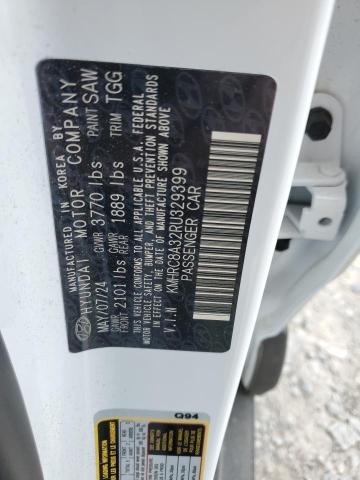 MANUFACTURED IN KOREA BY
HYUNDAI MOTOR COMPANY
MAY/07/24 GVWR 3770 lbs PAINT SAW
GAWR FRONT 2101 lbs GAWR REAR 1889 lbs TRIM TGG
THIS VEHICLE CONFORMS TO ALL APPLICABLE U.S.A. FEDERAL
MOTOR VEHICLE SAFETY, BUMPER, AND THEFT PREVENTION STANDARDS
IN EFFECT ON THE DATE OF MANUFACTURE SHOWN ABOVE
V.I.N KMHRC8A32RU329399
PASSENGER CAR
Q94